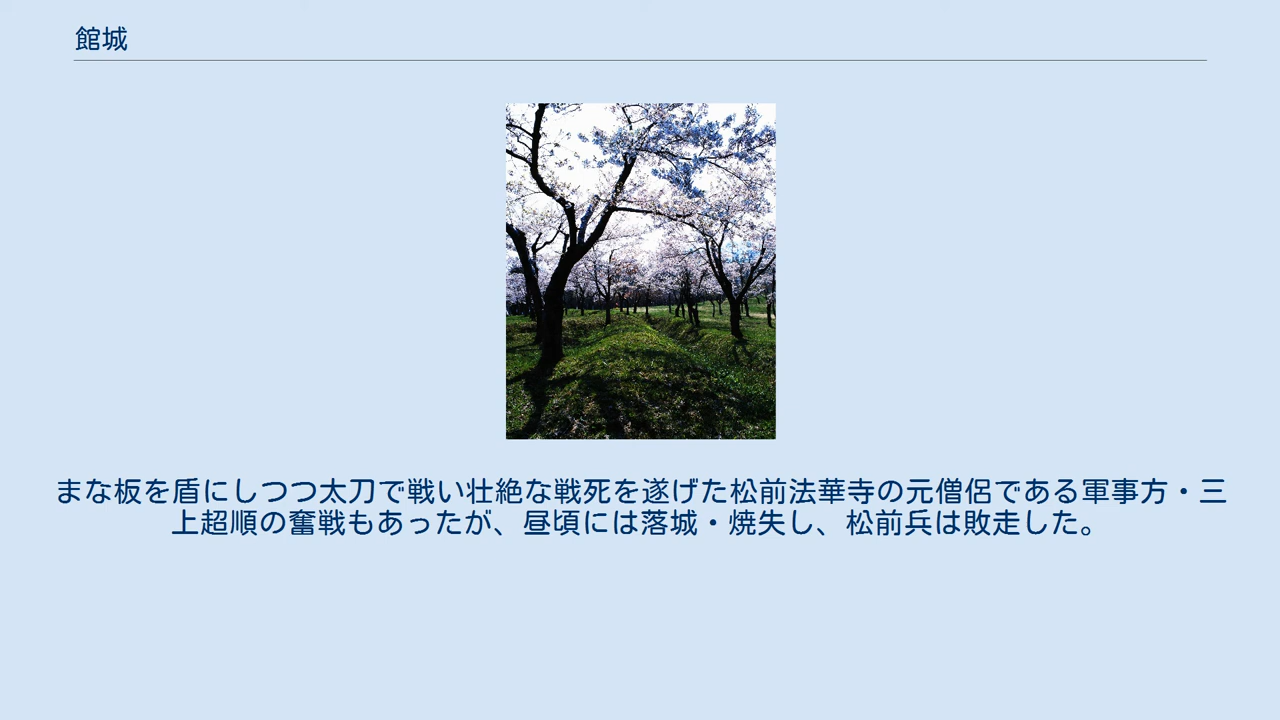 館城
まな板を盾にしつつ太刀で戦い壮絶な戦死を遂げた松前法華寺の元僧侶である軍事方・三
上超順の奮戦もあったが、昼頃には落城・焼失し、松前兵は敗走した。